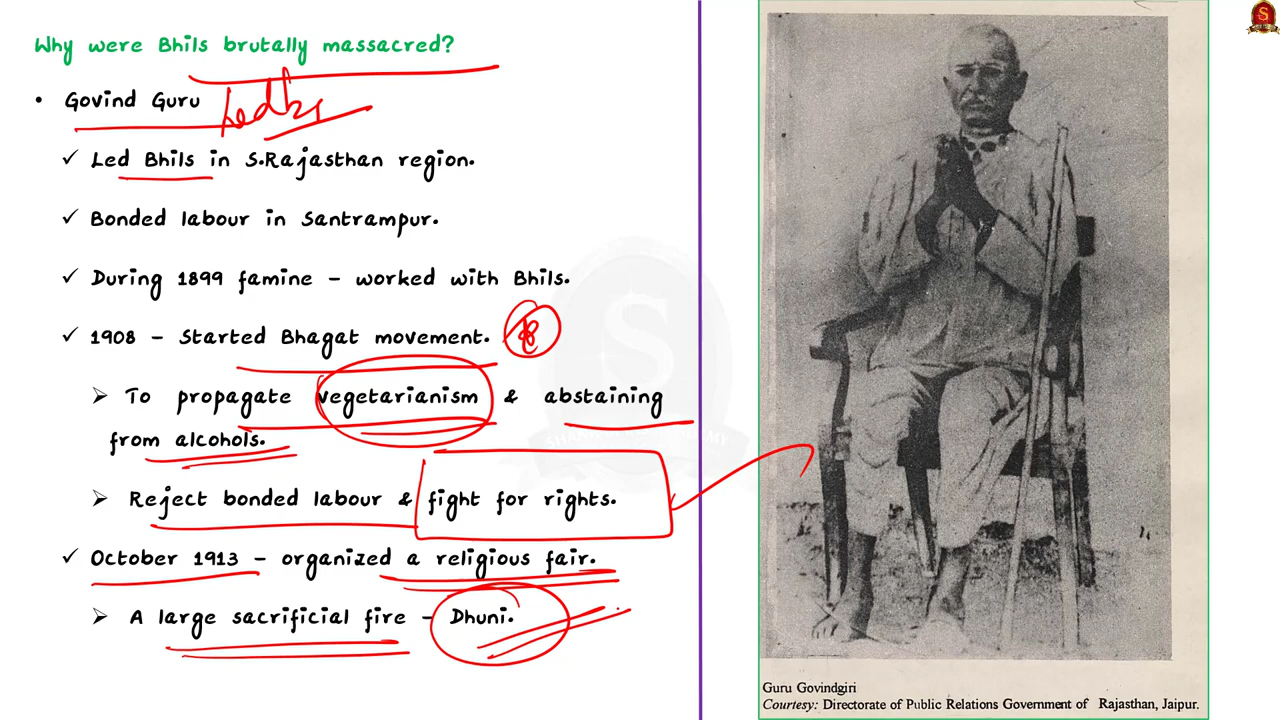 Why were Bhils brutally massacred?
• Govind Guru
✓ Led Bhils in S.Rajasthan region.
✓ Bonded labour in Santrampur.
✓ During 1899 famine – worked with Bhils.
✓ 1908 – Started Bhagat movement.
➢ To propagate vegetarianism & abstaining
from alcohols.
➢ Reject bonded labour & fight for rights.
✓ October 1913 – organized a religious fair.
➢ A large sacrificial fire – Dhuni.
Guru Govindgiri
Courtesy: Directorate of Public Relations Government of Rajasthan, Jaipur.